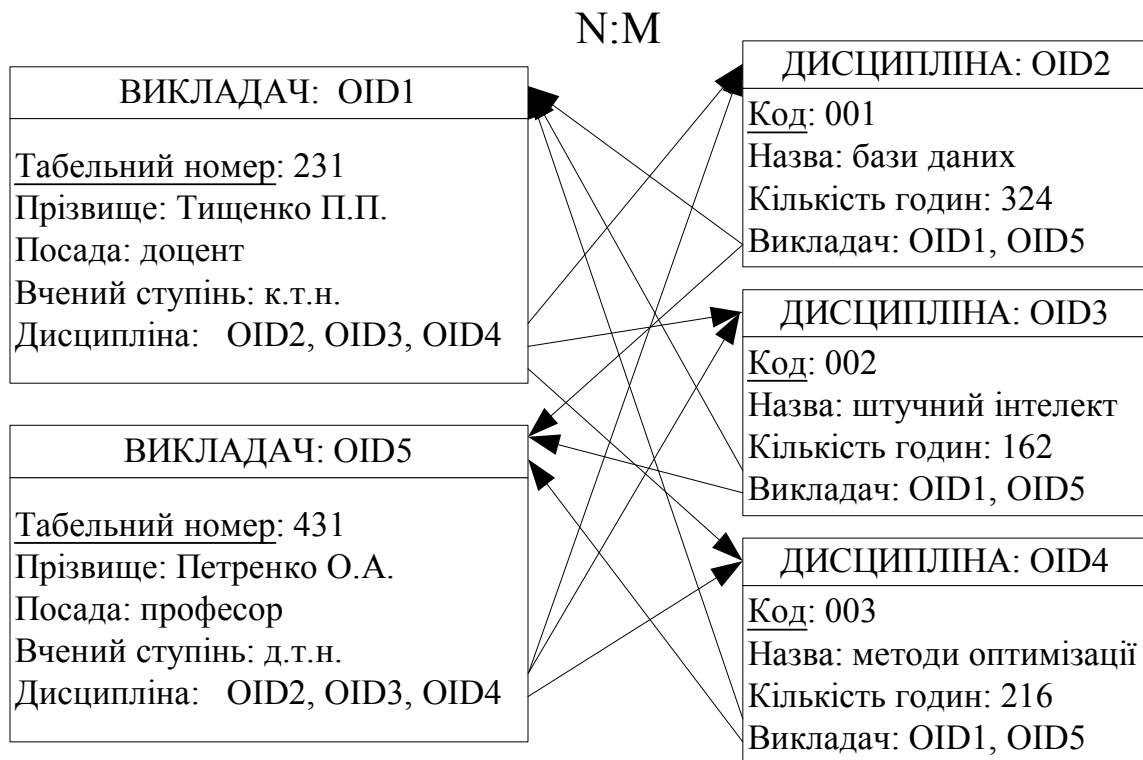 N:M
ВИКЛАДАЧ: OID1
Табельний номер: 231
Прізвище: Тищенко П.П.
Посада: доцент
Вчений ступінь: к.т.н.
Дисципліна: OID2, OID3, OID4
ВИКЛАДАЧ: OID5
Табельний номер: 431
Прізвище: Петренко О.А.
Посада: професор
Вчений ступінь: д.т.н.
Дисципліна: OID2, OID3, OID4
ДИСЦИПЛІНА: OID2
Код: 001
Назва: бази даних
Кількість годин: 324
Викладач: OID1, OID5
ДИСЦИПЛІНА: OID3
Код: 002
Назва: штучний інтелект
Кількість годин: 162
Викладач: OID1, OID5
ДИСЦИПЛІНА: OID4
Код: 003
Назва: методи оптимізації
Кількість годин: 216
Викладач: OID1, OID5